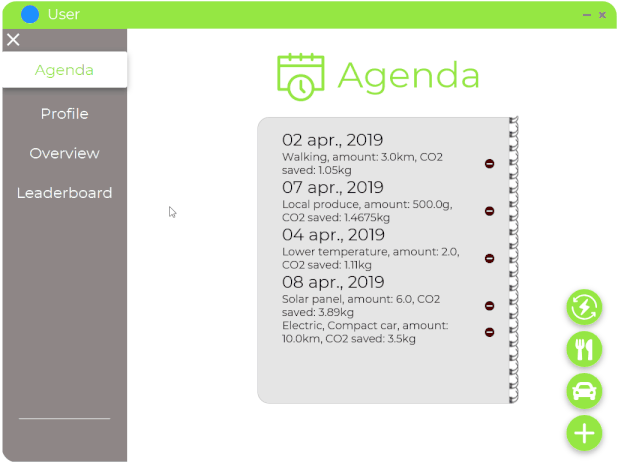 User
Agenda
Profile
Overview
Leaderboard
Agenda
02 apr., 2019
Walking, amount: 3.0km, CO2
saved: 1.05kg
07 apr., 2019
Local produce, amount: 500.0g,
CO2 saved: 1.4675kg
04 apr., 2019
Lower temperature, amount: 2.0,
CO2 saved: 1.11kg
08 apr., 2019
Solar panel, amount: 6.0, CO2
saved: 3.89kg
Electric, Compact car, amount:
10.0km, CO2 saved: 3.5kg